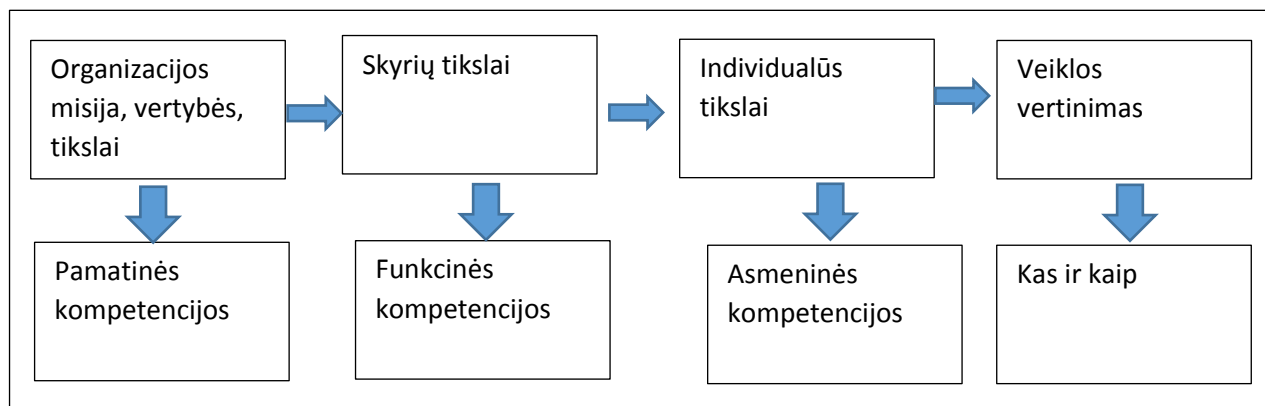 Organizacijos
misija, vertybės,
tikslai
Skyrių tikslai
Individualūs
tikslai
Veiklos
vertinimas
Pamatinės
kompetencijos
Funkcinės
kompetencijos
Asmeninės
kompetencijos
Kas ir kaip